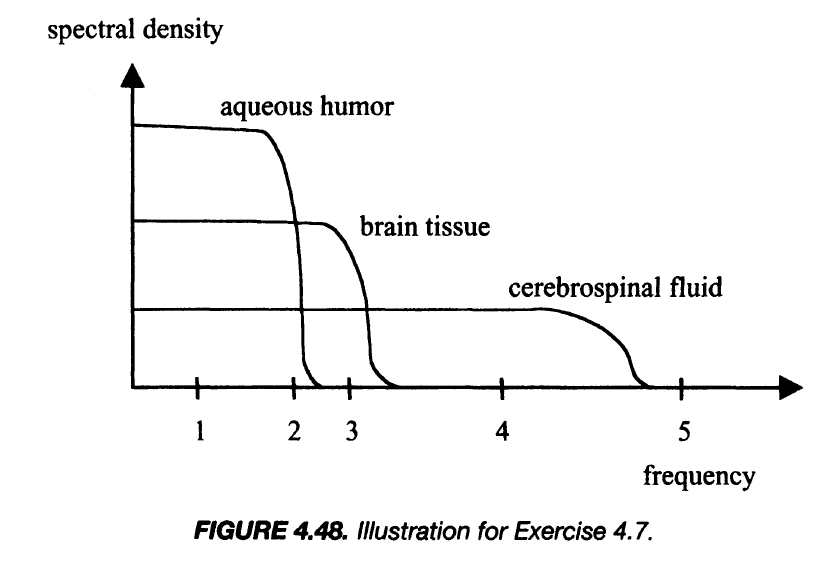 spectral density
aqueous humor
brain tissue
cerebrospinal fluid
1 2 3 4 5
frequency
FIGURE 4.48. Illustration for Exercise 4.7.